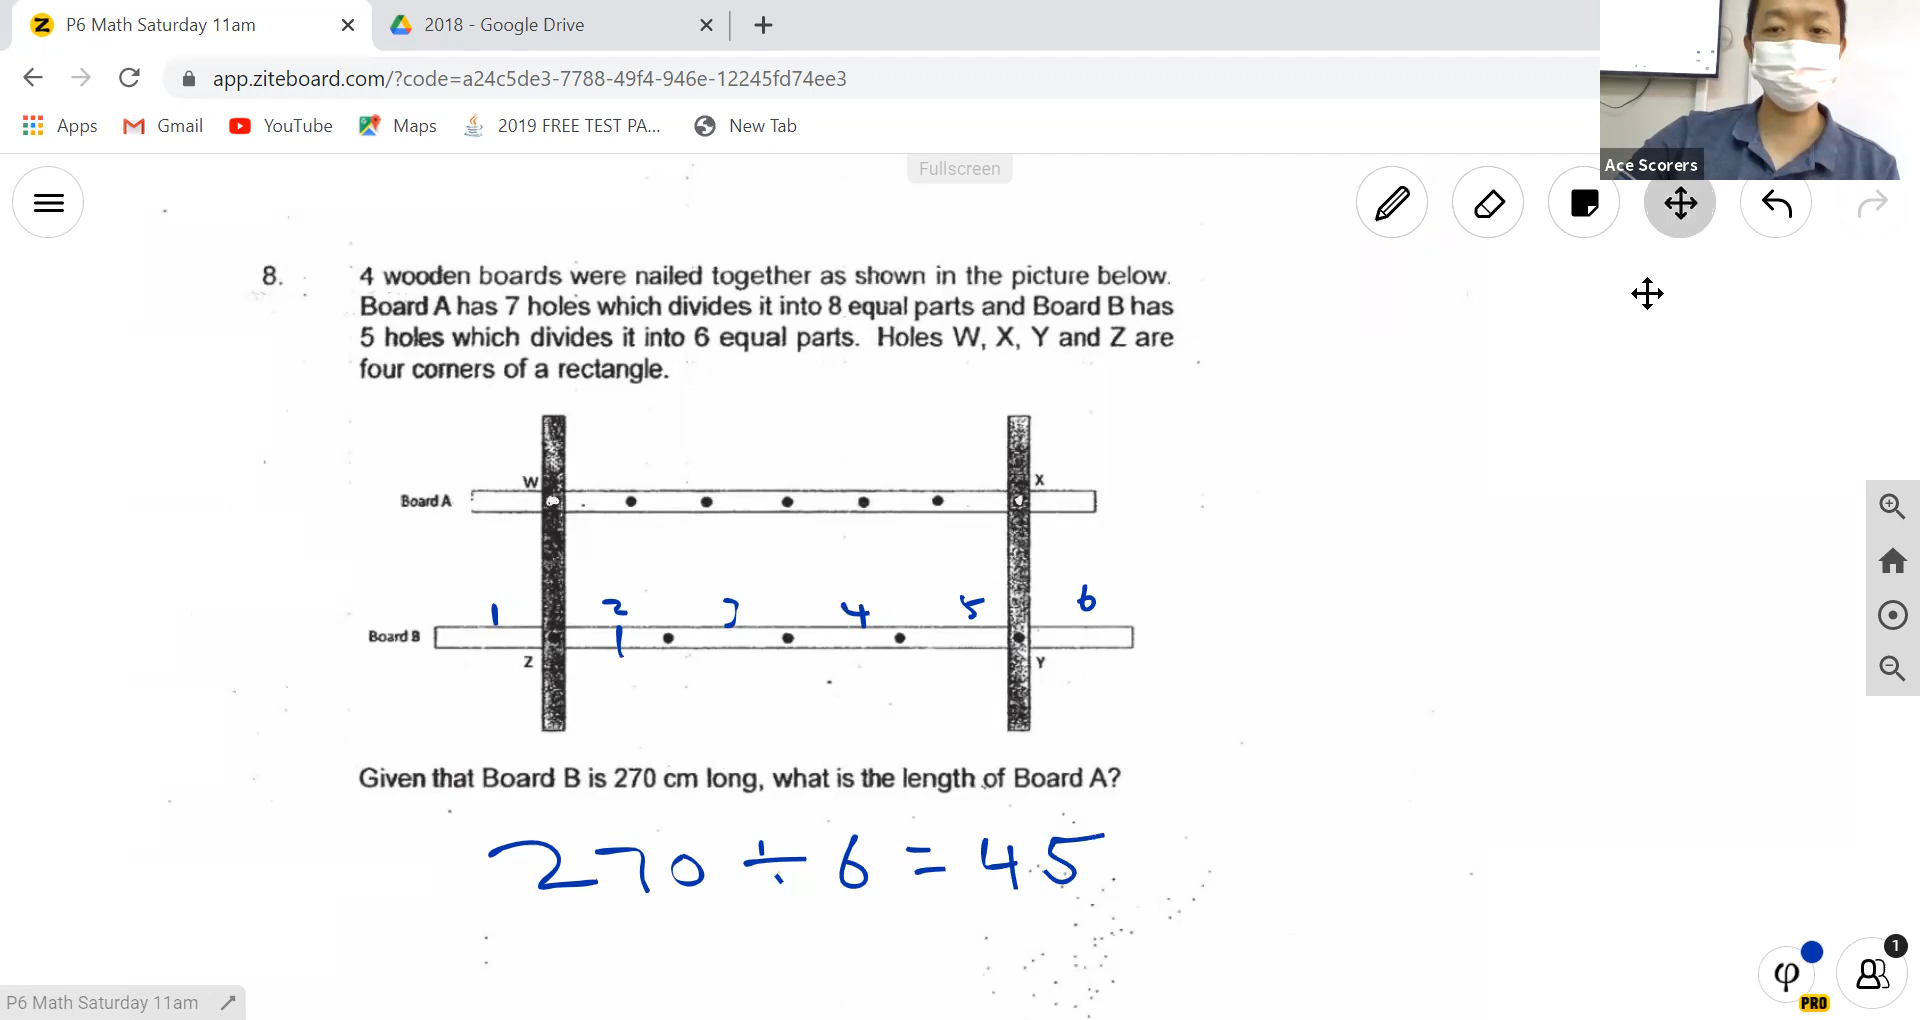 P6 Math Saturday 11am
2018 - Google Drive
app.ziteboard.com/?code=a24c5de3-7788-49f4-946e-12245fd74ee3
Apps Gmail YouTube Maps 2019 FREE TEST PA... New Tab
Ace Scorers
Fullscreen
8. 4 wooden boards were nailed together as shown in the picture below.
Board A has 7 holes which divides it into 8 equal parts and Board B has
5 holes which divides it into 6 equal parts. Holes W, X, Y and Z are
four corners of a rectangle.
W X
Board A
1 2 3 4 5 6
Board B 1
Z Y
Given that Board B is 270 cm long, what is the length of Board A?
270 ÷ 6 = 45
1
φ
PRO
P6 Math Saturday 11am